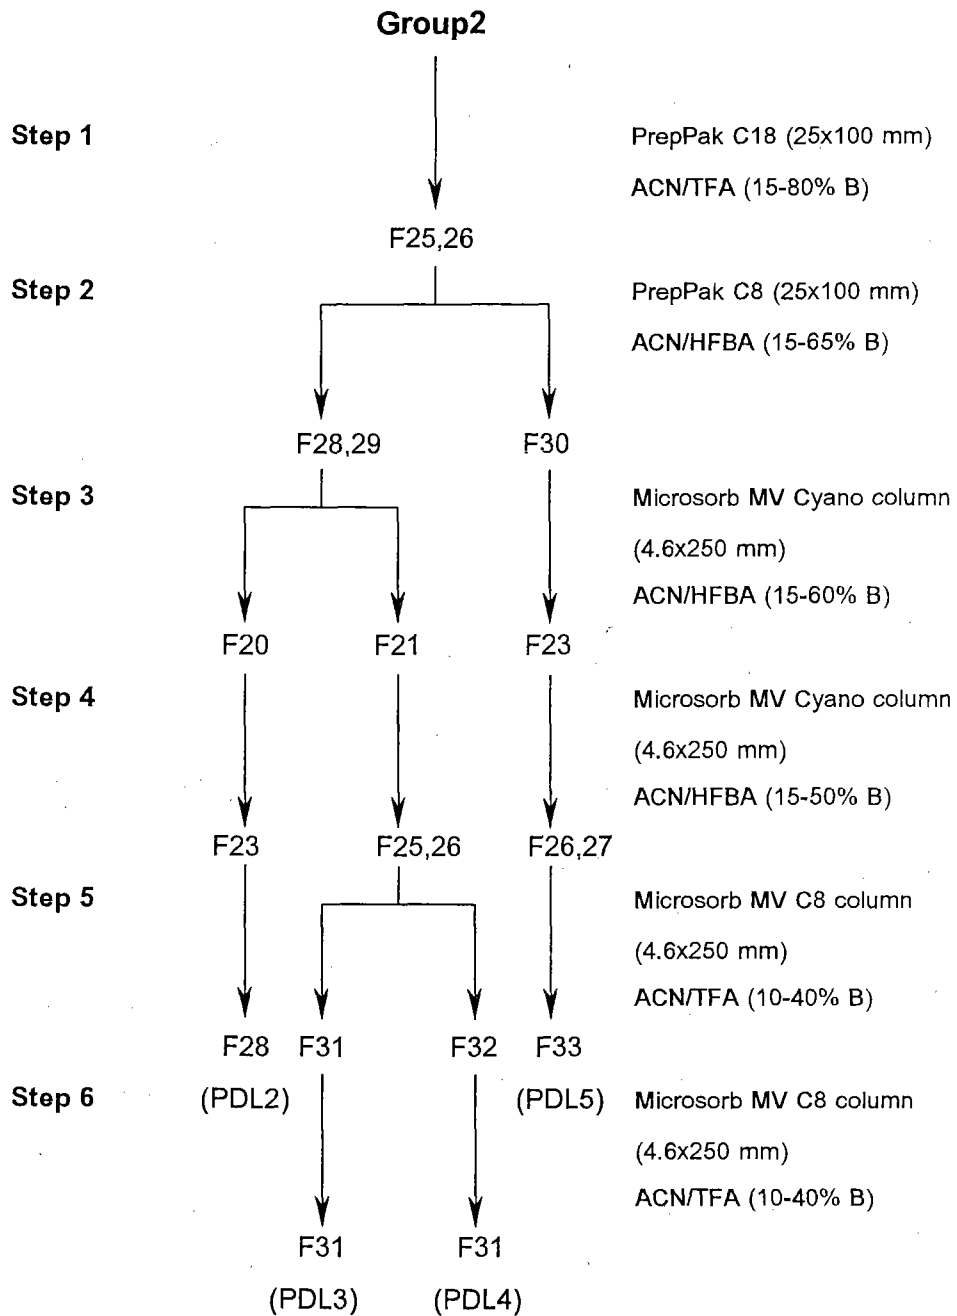 Group2
Step 1
PrepPak C18 (25x100 mm)
ACN/TFA (15-80% B)
F25,26
Step 2
PrepPak C8 (25x100 mm)
ACN/HFBA (15-65% B)
F28,29 F30
Step 3
Microsorb MV Cyano column
(4.6x250 mm)
ACN/HFBA (15-60% B)
F20 F21 F23
Step 4
Microsorb MV Cyano column
(4.6x250 mm)
ACN/HFBA (15-50% B)
F23 F25,26 F26,27
Step 5
Microsorb MV C8 column
(4.6x250 mm)
ACN/TFA (10-40% B)
F28 F31 F32 F33
(PDL2) (PDL5)
Step 6
Microsorb MV C8 column
(4.6x250 mm)
ACN/TFA (10-40% B)
F31 F31
(PDL3) (PDL4)